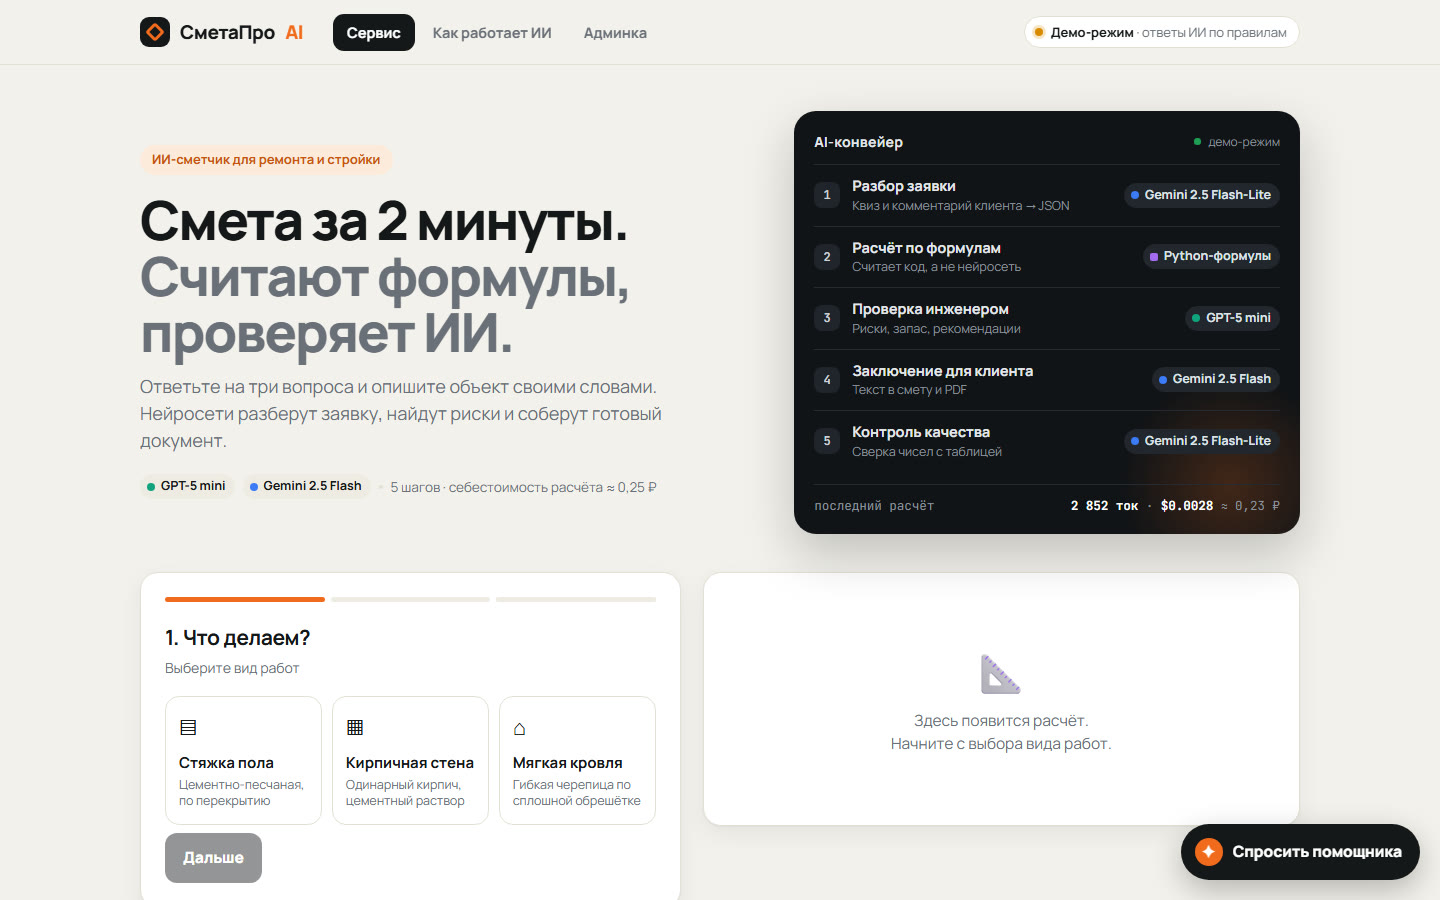 СметаПро AI
Сервис
Как работает ИИ
Админка
Демо-режим · ответы ИИ по правилам
ИИ-сметчик для ремонта и стройки
Смета за 2 минуты.
Считают формулы,
проверяет ИИ.
Ответьте на три вопроса и опишите объект своими словами.
Нейросети разберут заявку, найдут риски и соберут готовый
документ.
GPT-5 mini
Gemini 2.5 Flash
5 шагов · себестоимость расчёта ≈ 0,25 ₽
AI-конвейер
демо-режим
1
Разбор заявки
Квиз и комментарий клиента → JSON
Gemini 2.5 Flash-Lite
2
Расчёт по формулам
Считает код, а не нейросеть
Python-формулы
3
Проверка инженером
Риски, запас, рекомендации
GPT-5 mini
4
Заключение для клиента
Текст в смету и PDF
Gemini 2.5 Flash
5
Контроль качества
Сверка чисел с таблицей
Gemini 2.5 Flash-Lite
последний расчёт
2 852 ток · $0.0028 ≈ 0,23 ₽
1. Что делаем?
Выберите вид работ
Стяжка пола
Цементно-песчаная,
по перекрытию
Кирпичная стена
Одинарный кирпич,
цементный раствор
Мягкая кровля
Гибкая черепица по
сплошной обрешётке
Дальше
Здесь появится расчёт.
Начните с выбора вида работ.
Спросить помощника